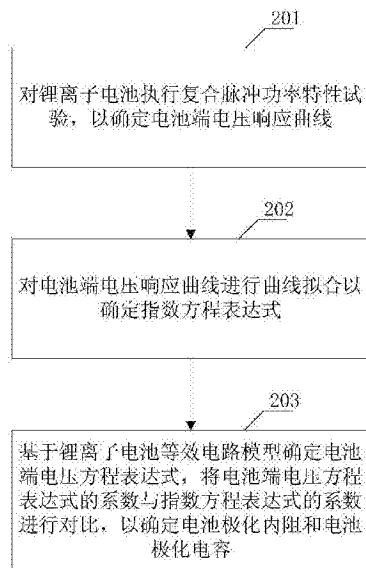 201
对锂离子电池执行复合脉冲功率特性试
验，以确定电池端电压响应曲线
202
对电池端电压响应曲线进行曲线拟合以
确定指数方程表达式
203
基于锂离子电池等效电路模型确定电池
端电压方程表达式，将电池端电压方程
表达式的系数与指数方程表达式的系数
进行对比，以确定电池极化内阻和电池
极化电容